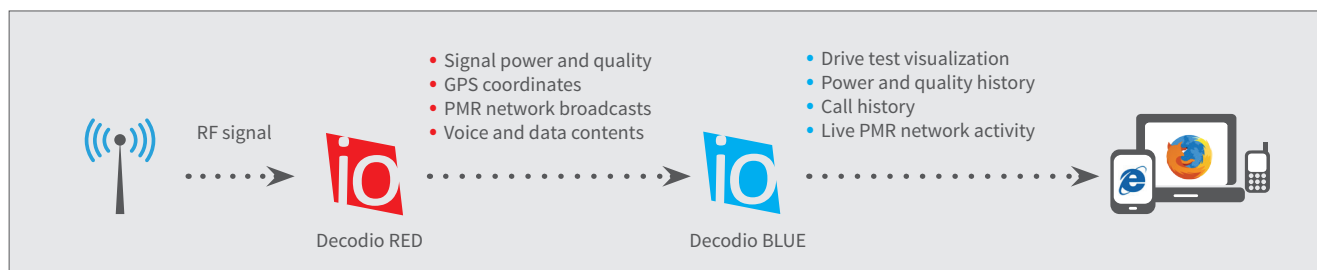 RF signal
io
Decodio RED
• Signal power and quality
• GPS coordinates
• PMR network broadcasts
• Voice and data contents
io
Decodio BLUE
• Drive test visualization
• Power and quality history
• Call history
• Live PMR network activity